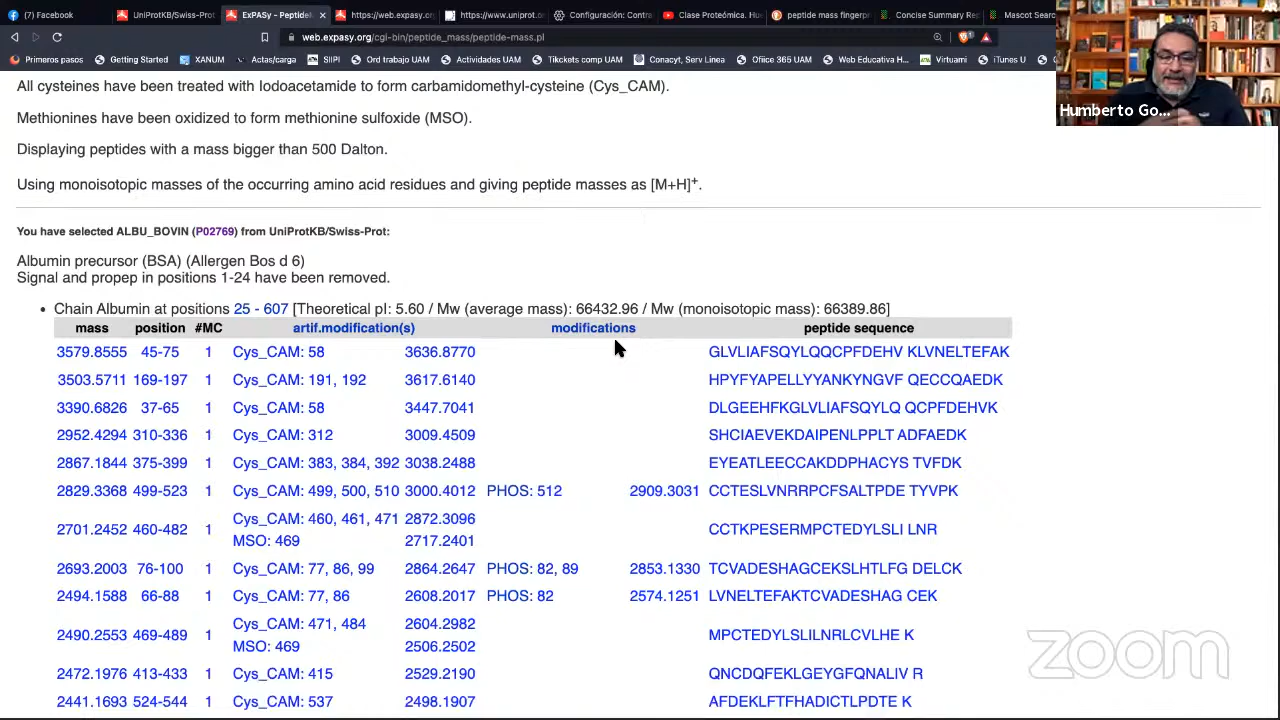 Facebook
UniProtKB/Swiss-Prot
ExPASy - PeptideM
https://web.expasy.org
https://www.uniprot.o
Configuración: Contra
Clase Proteómica. Hum
peptide mass fingerpr
Concise Summary Rep
Mascot Searc
web.expasy.org/cgi-bin/peptide_mass/peptide-mass.pl
Primeros pasos
Getting Started
XANUM
Actas/carga
SIIPI
Ord trabajo UAM
Actividades UAM
Tikcets cómputo UAM
Conacyt, Serv Linea
Office 365 UAM
Web Educativa H...
Virtuami
iTunes U
All cysteines have been treated with Iodoacetamide to form carbamidomethyl-cysteine (Cys_CAM).
Methionines have been oxidized to form methionine sulfoxide (MSO).
Displaying peptides with a mass bigger than 500 Dalton.
Using monoisotopic masses of the occurring amino acid residues and giving peptide masses as [M+H]+.
You have selected ALBU_BOVIN (P02769) from UniProtKB/Swiss-Prot:
Albumin precursor (BSA) (Allergen Bos d 6)
Signal and propep in positions 1-24 have been removed.
• Chain Albumin at positions 25 - 607 [Theoretical pI: 5.60 / Mw (average mass): 66432.96 / Mw (monoisotopic mass): 66389.86]
mass position #MC artif.modification(s) modifications peptide sequence
3579.8555 45-75 1 Cys_CAM: 58 3636.8770 GLVLIAFSQYLQQCPFDEHV KLVNELTEFAK
3503.5711 169-197 1 Cys_CAM: 191, 192 3617.6140 HPYFYAPELLYYANKYNGVF QECCQAEDK
3390.6826 37-65 1 Cys_CAM: 58 3447.7041 DLGEEHFKGLVLIAFSQYLQ QCPFDEHVK
2952.4294 310-336 1 Cys_CAM: 312 3009.4509 SHCIAEVEKDAIPENLPPLT ADFAEDK
2867.1844 375-399 1 Cys_CAM: 383, 384, 392 3038.2488 EYEATLEECCAKDDPHACYS TVFDK
2829.3368 499-523 1 Cys_CAM: 499, 500, 510 3000.4012 PHOS: 512 2909.3031 CCTESLVNRRPCFSALTPDE TYVPK
2701.2452 460-482 1 Cys_CAM: 460, 461, 471 2872.3096 CCTKPESERMPCTEDYLSLI LNR
MSO: 469 2717.2401
2693.2003 76-100 1 Cys_CAM: 77, 86, 99 2864.2647 PHOS: 82, 89 2853.1330 TCVADESHAGCEKSLHTLFG DELCK
2494.1588 66-88 1 Cys_CAM: 77, 86 2608.2017 PHOS: 82 2574.1251 LVNELTEFAKTCVADESHAG CEK
2490.2553 469-489 1 Cys_CAM: 471, 484 2604.2982 MPCTEDYLSLILNRLCVLHE K
MSO: 469 2506.2502
2472.1976 413-433 1 Cys_CAM: 415 2529.2190 QNCDQFEKLGEYGFQNALIV R
2441.1693 524-544 1 Cys_CAM: 537 2498.1907 AFDEKLFTFHADICTLPDTE K
Humberto Go...
zoom